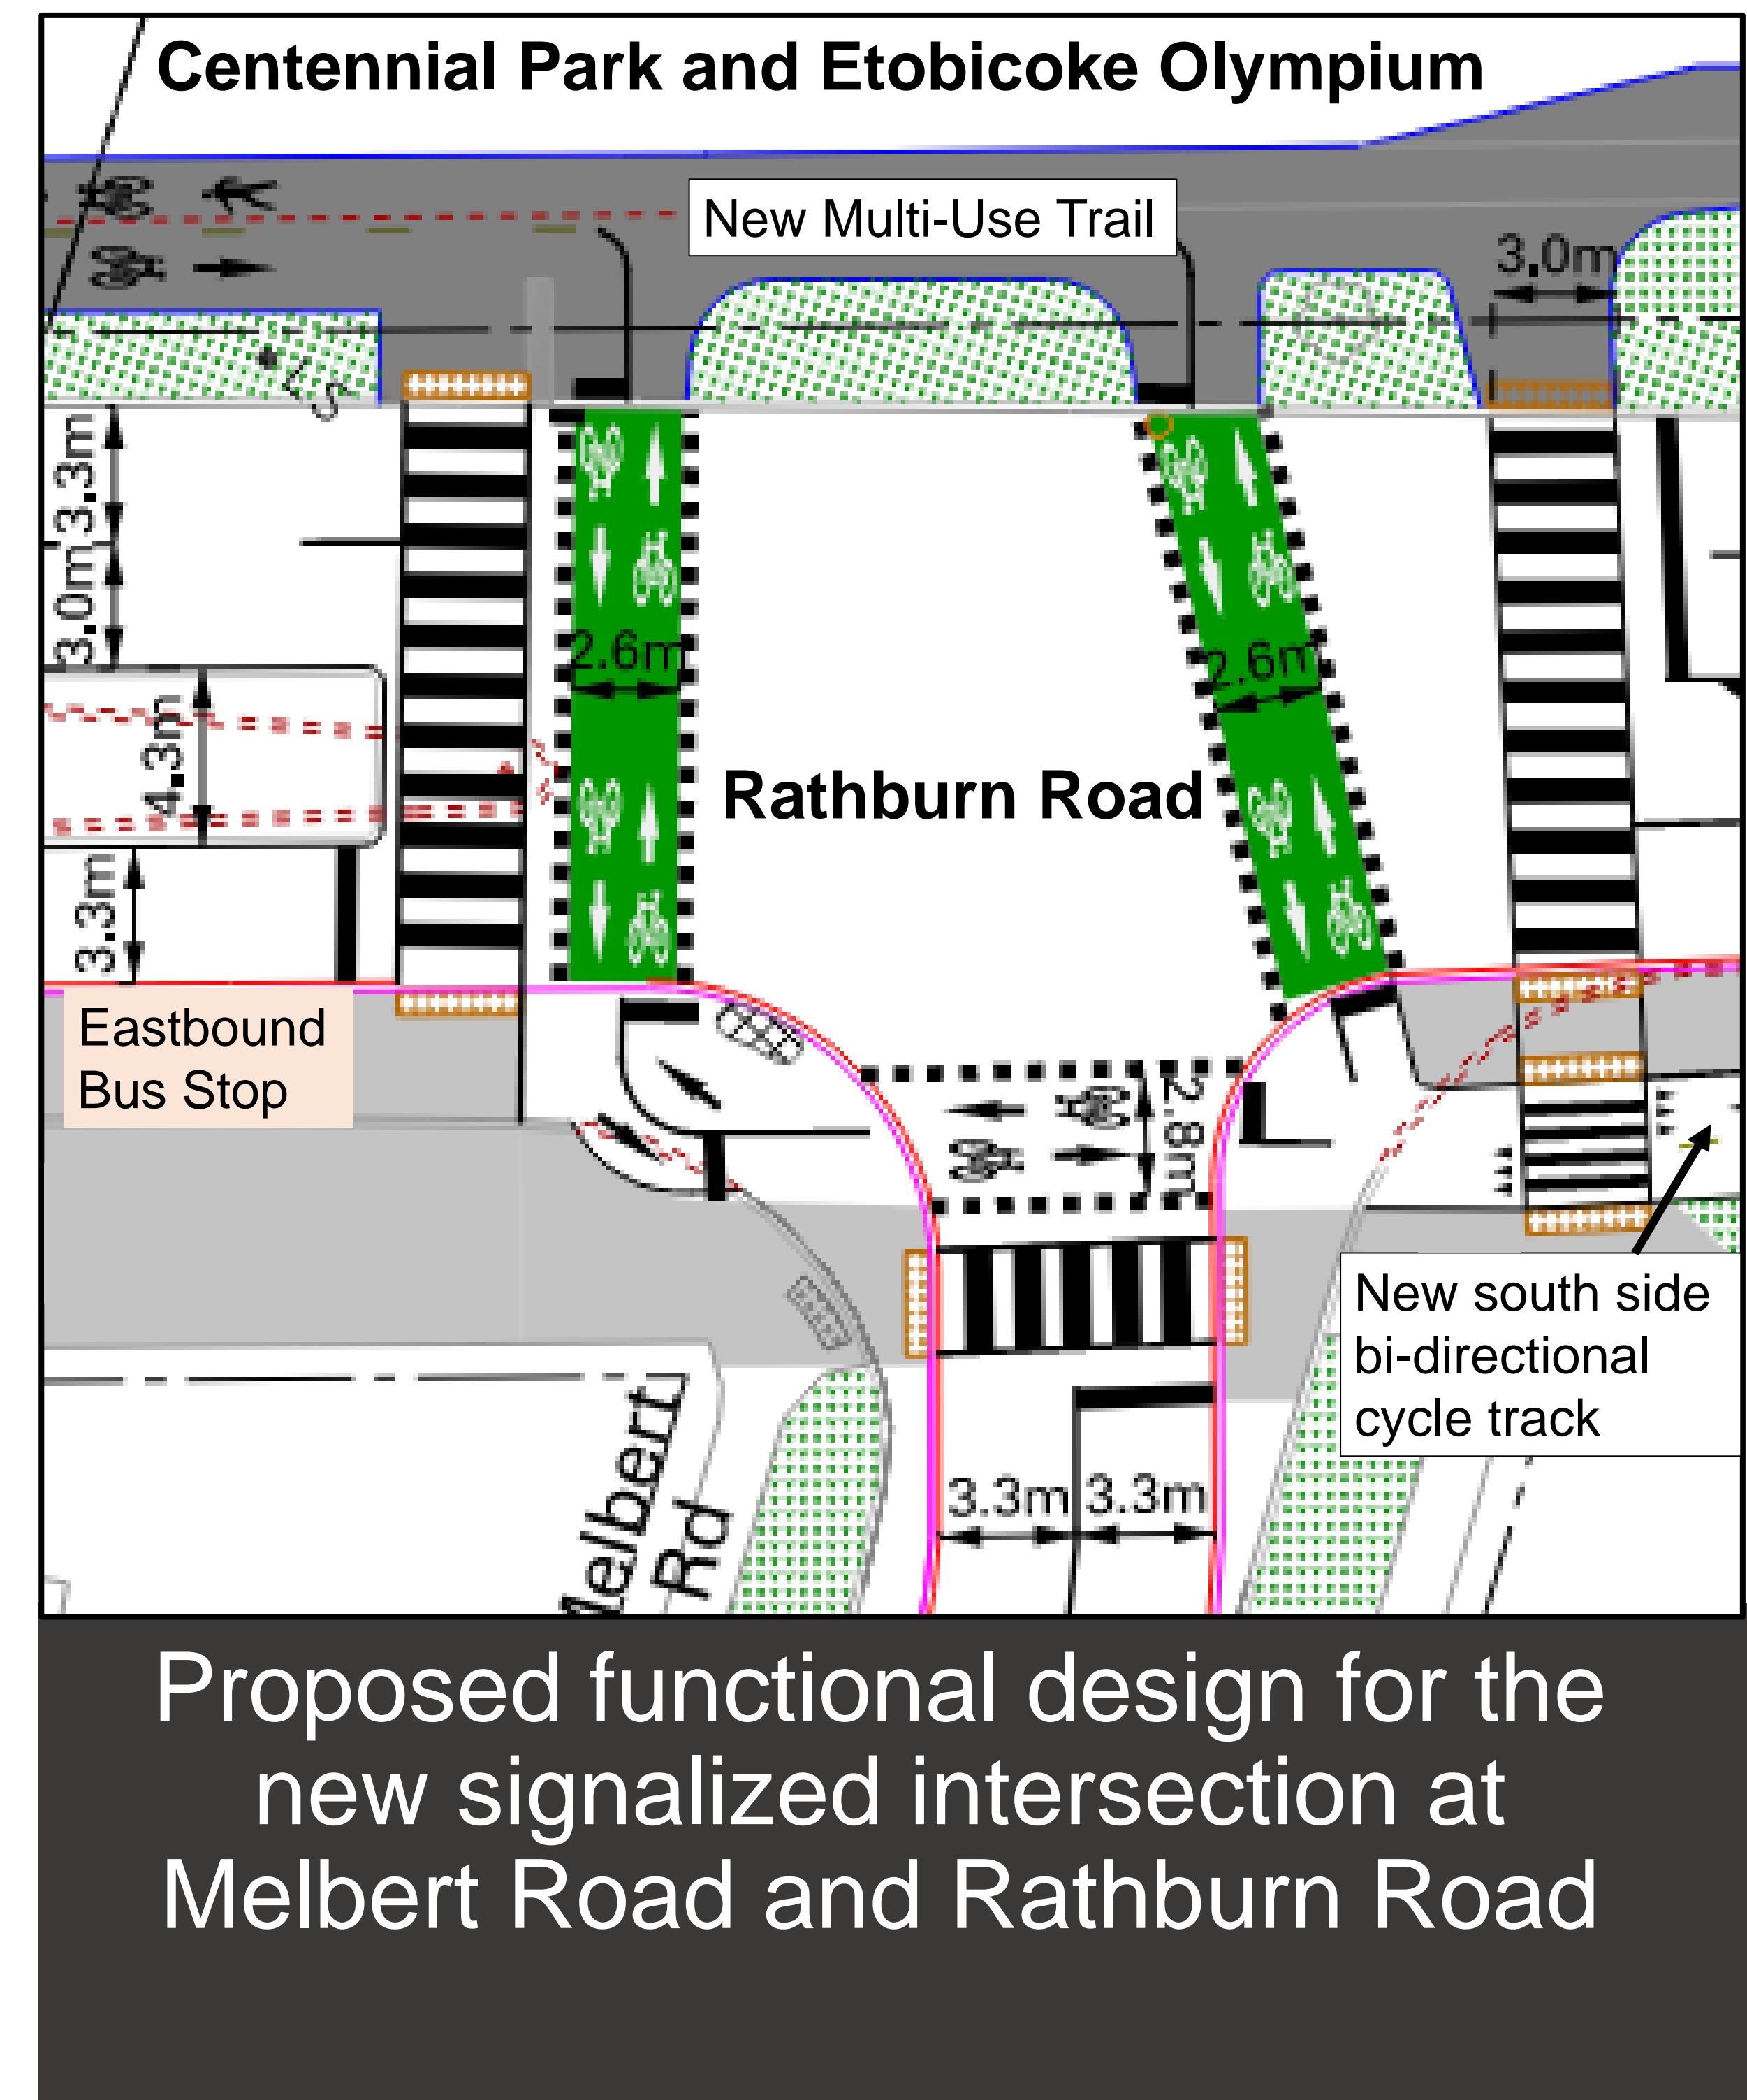 Centennial Park and Etobicoke Olympium
New Multi-Use Trail
3.0m
3.3m
3.0m
2.6m
2.6m
4.3m
Rathburn Road
3.3m
Eastbound
Bus Stop
2.8m
New south side
bi-directional
cycle track
Melbert
Rd
3.3m 3.3m
Proposed functional design for the
new signalized intersection at
Melbert Road and Rathburn Road